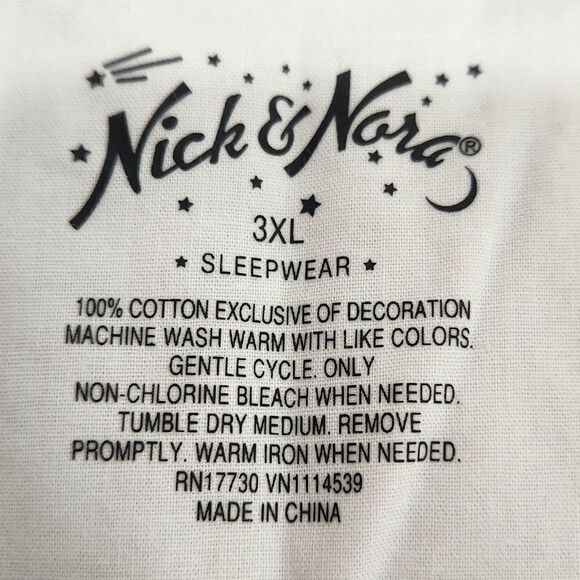 Nick & Nora®
3XL
★ SLEEPWEAR ★
100% COTTON EXCLUSIVE OF DECORATION
MACHINE WASH WARM WITH LIKE COLORS.
GENTLE CYCLE. ONLY
NON-CHLORINE BLEACH WHEN NEEDED.
TUMBLE DRY MEDIUM. REMOVE
PROMPTLY. WARM IRON WHEN NEEDED.
RN17730 VN1114539
MADE IN CHINA